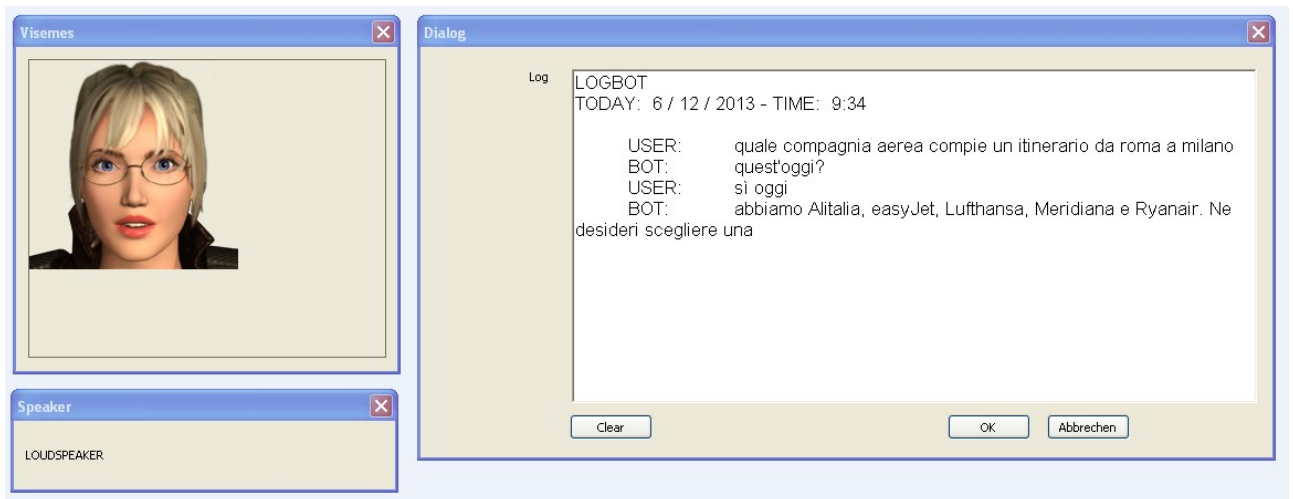 Visemes
Speaker
LOUDSPEAKER
Dialog
Log
LOGBOT
TODAY: 6 / 12 / 2013 - TIME: 9:34
USER: quale compagnia aerea compie un itinerario da roma a milano
BOT: quest'oggi?
USER: sì oggi
BOT: abbiamo Alitalia, easyJet, Lufthansa, Meridiana e Ryanair. Ne
desideri scegliere una
Clear OK Abbrechen